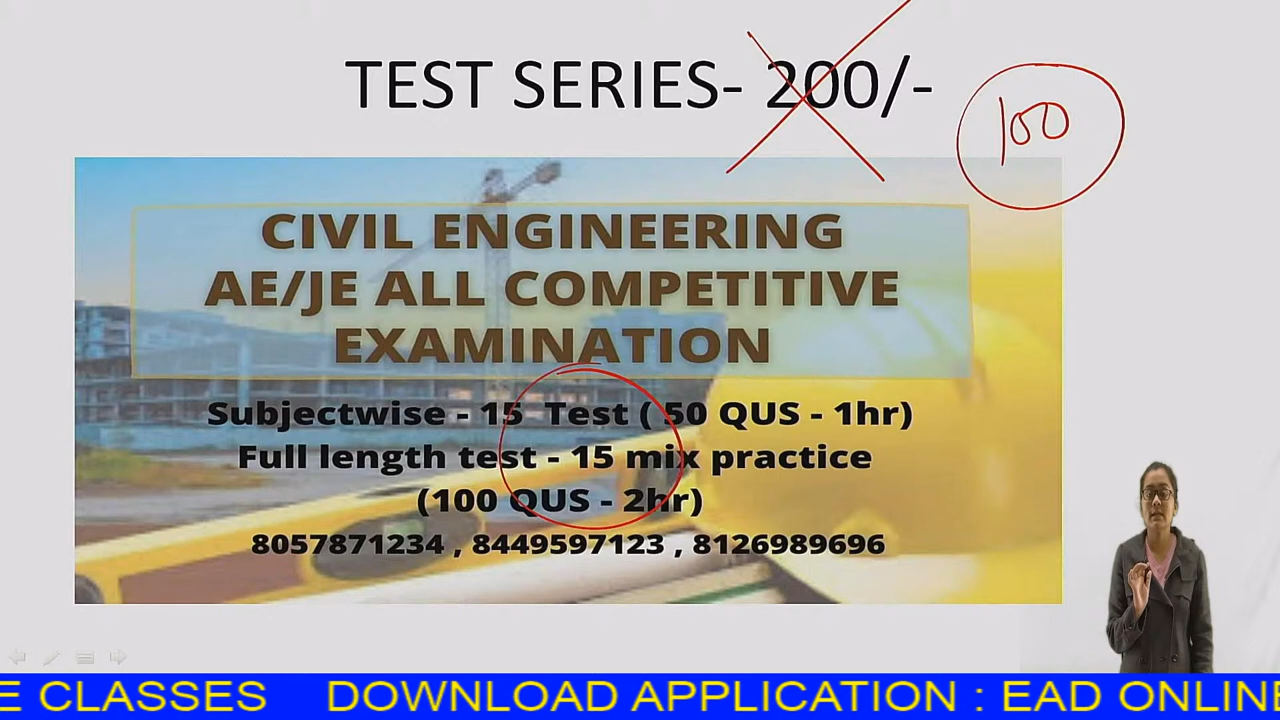 TEST SERIES- 200/-
100
CIVIL ENGINEERING
AE/JE ALL COMPETITIVE
EXAMINATION
Subjectwise - 15 Test ( 50 QUS - 1hr)
Full length test - 15 mix practice
(100 QUS - 2hr)
8057871234 , 8449597123 , 8126989696
E CLASSES DOWNLOAD APPLICATION : EAD ONLINE